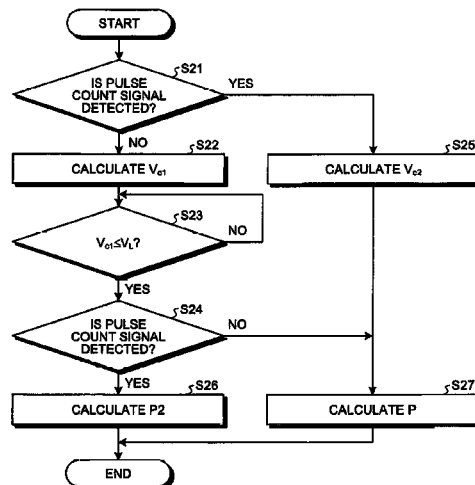 START
S21
IS PULSE
COUNT SIGNAL
DETECTED?
YES
NO
S22
CALCULATE Vc1
S25
CALCULATE Vc2
S23
Vc1≤VL?
NO
YES
S24
IS PULSE
COUNT SIGNAL
DETECTED?
NO
YES
S26
CALCULATE P2
S27
CALCULATE P
END